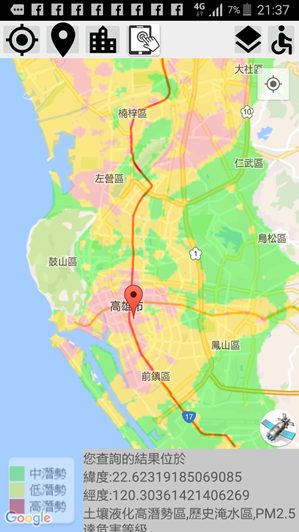 4G 7% 21:37
大社區
楠梓區
10
左營區
仁武區
鳥松區
1
鼓山區
高雄市
鳳山區
前鎮區
17
中潛勢
低潛勢
高潛勢
Google
您查詢的結果位於
緯度:22.62319185069085
經度:120.30361421406269
土壤液化高潛勢區,歷史淹水區,PM2.5
達危害等級